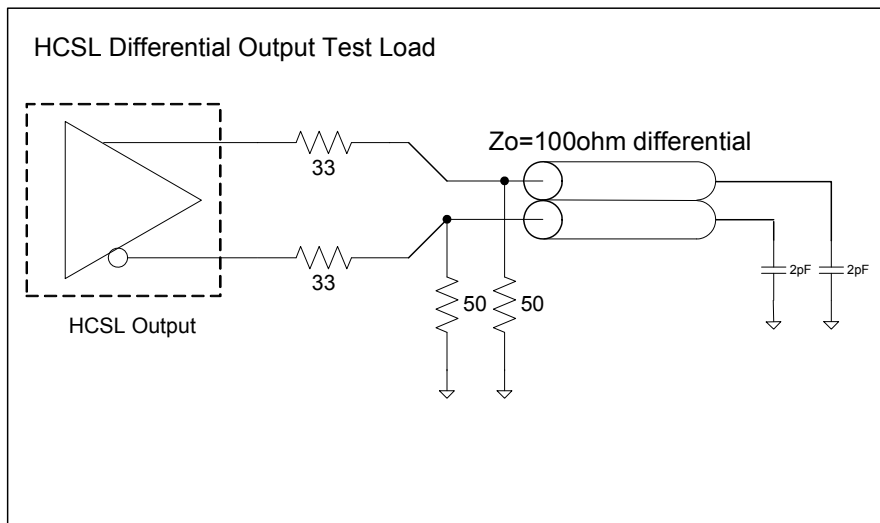 HCSL Differential Output Test Load
33
Zo=100ohm differential
33
HCSL Output
50
50
2pF
2pF